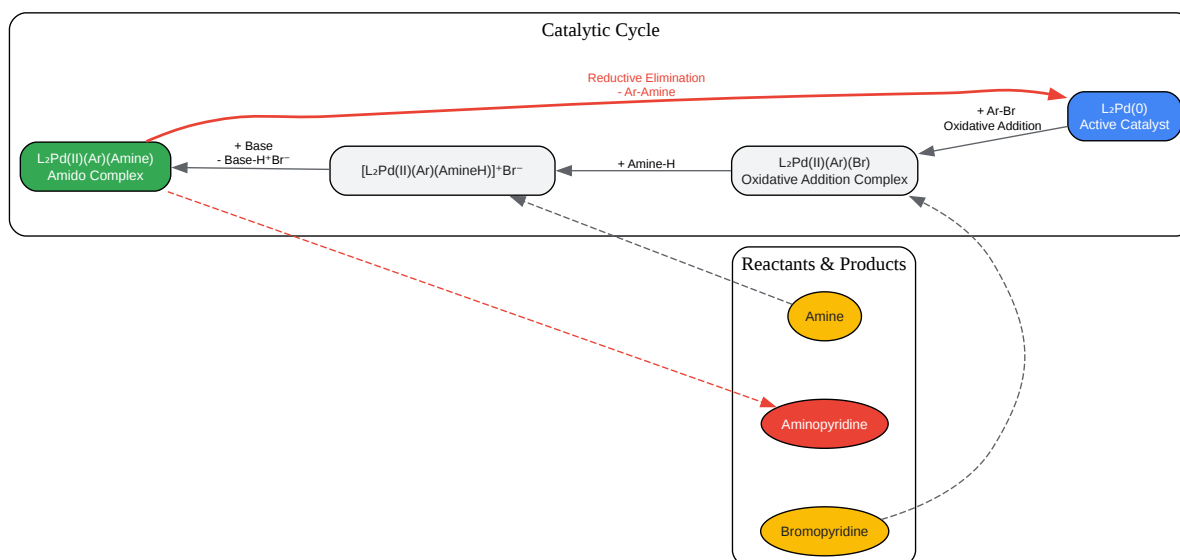 Catalytic Cycle
Reductive Elimination
- Ar-Amine
+ Ar-Br
Oxidative Addition
L₂Pd(0)
Active Catalyst
+ Base
- Base-H⁺Br⁻
L₂Pd(II)(Ar)(Amine)
Amido Complex
[L₂Pd(II)(Ar)(AmineH)]⁺Br⁻
+ Amine-H
L₂Pd(II)(Ar)(Br)
Oxidative Addition Complex
Reactants & Products
Amine
Aminopyridine
Bromopyridine